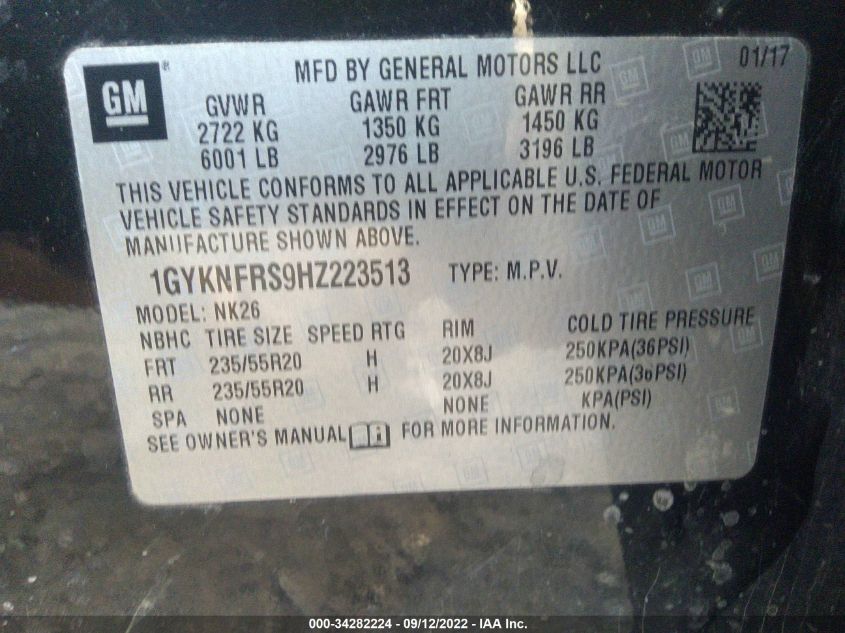 GM ®
MFD BY GENERAL MOTORS LLC
01/17
GVWR GAWR FRT GAWR RR
2722 KG 1350 KG 1450 KG
6001 LB 2976 LB 3196 LB
THIS VEHICLE CONFORMS TO ALL APPLICABLE U.S. FEDERAL MOTOR
VEHICLE SAFETY STANDARDS IN EFFECT ON THE DATE OF
MANUFACTURE SHOWN ABOVE.
1GYKNFRS9HZ223513 TYPE: M.P.V.
MODEL: NK26
NBHC TIRE SIZE SPEED RTG RIM COLD TIRE PRESSURE
FRT 235/55R20 H 20X8J 250KPA(36PSI)
RR 235/55R20 H 20X8J 250KPA(36PSI)
SPA NONE NONE KPA(PSI)
SEE OWNER'S MANUAL FOR MORE INFORMATION.
000-34282224 - 09/12/2022 - IAA Inc.